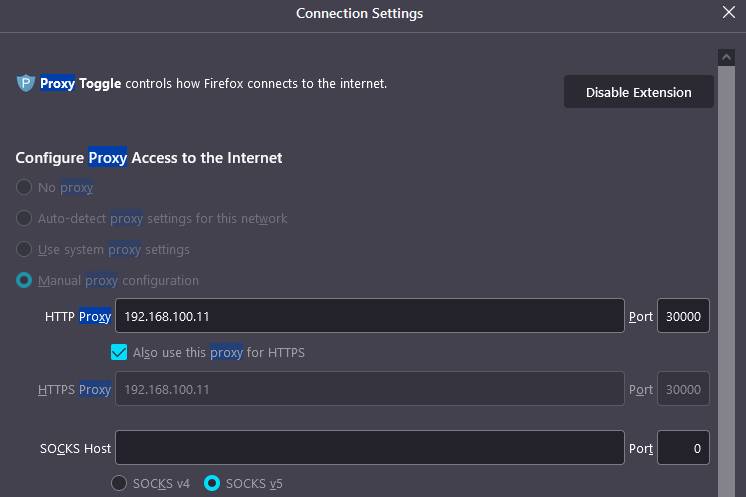 Connection Settings
Proxy Toggle controls how Firefox connects to the internet.
Disable Extension
Configure Proxy Access to the Internet
No proxy
Auto-detect proxy settings for this network
Use system proxy settings
Manual proxy configuration
HTTP Proxy 192.168.100.11 Port 30000
Also use this proxy for HTTPS
HTTPS Proxy 192.168.100.11 Port 30000
SOCKS Host Port 0
SOCKS v4 SOCKS v5